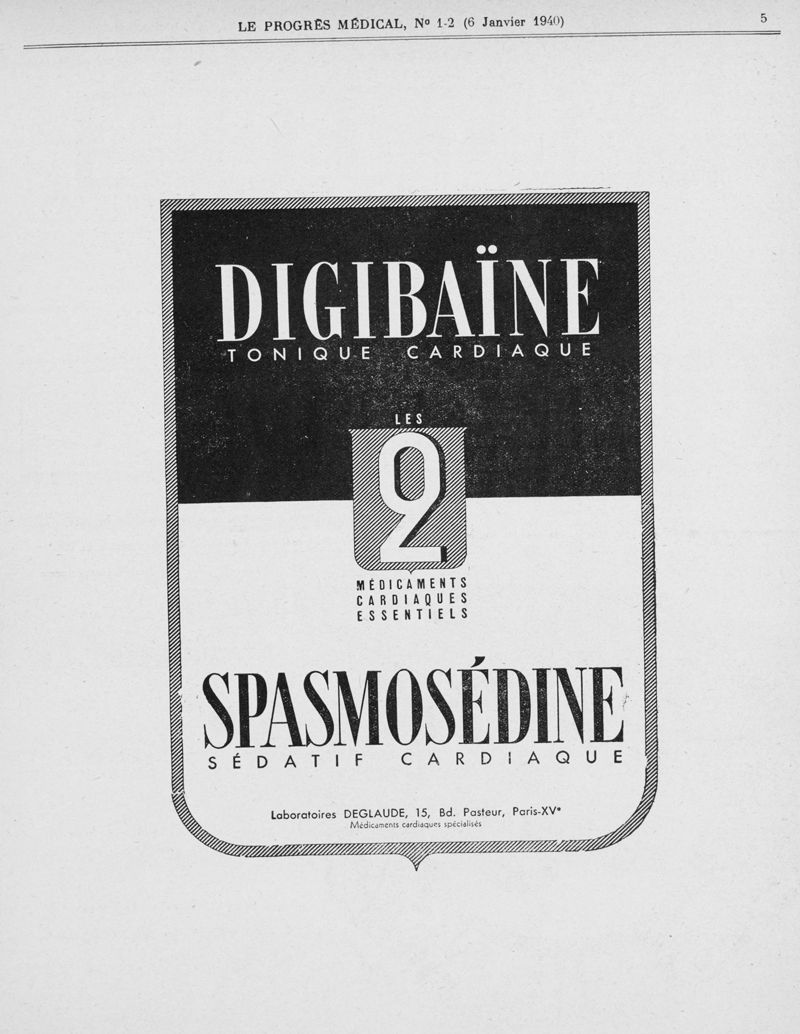 LE PROGRÈS MÉDICAL, Nº 1-2 (6 Janvier 1940)
5
DIGIBAÏNE
TONIQUE CARDIAQUE
LES
2
MÉDICAMENTS
CARDIAQUES
ESSENTIELS
SPASMOSÉDINE
SÉDATIF CARDIAQUE
Laboratoires DEGLAUDE, 15, Bd. Pasteur, Paris-XVᵉ
Médicaments cardiaques spécialisés